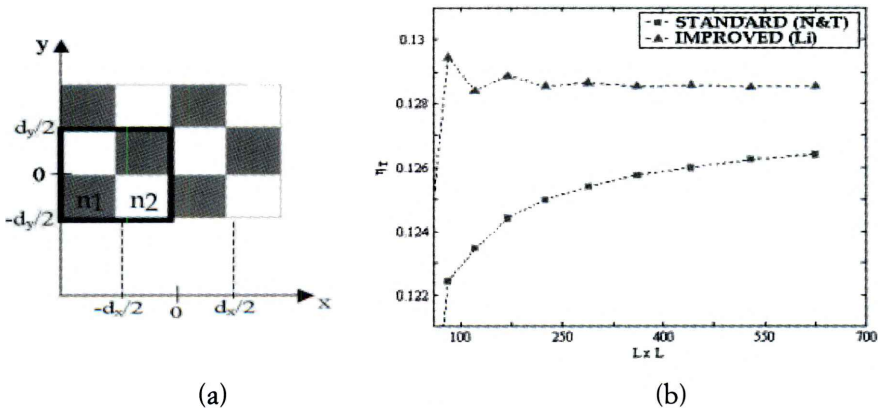 y
d_y/2
0
-d_y/2
n1 n2
-d_x/2 0 d_x/2
x
(a)
STANDARD (N&T)
IMPROVED (Li)
0.13
0.128
0.126
0.124
0.122
η_T
100 250 400 550 700
L x L
(b)